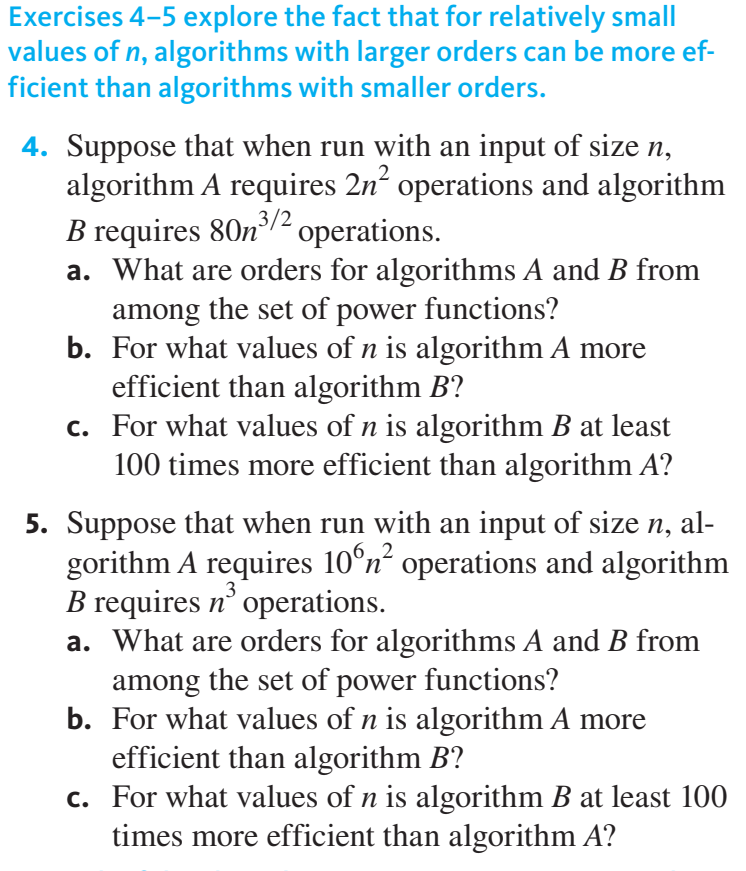 Exercises 4–5 explore the fact that for relatively small
values of n, algorithms with larger orders can be more ef-
ficient than algorithms with smaller orders.
4. Suppose that when run with an input of size n,
algorithm A requires 2n² operations and algorithm
B requires 80n^{3/2} operations.
a. What are orders for algorithms A and B from
among the set of power functions?
b. For what values of n is algorithm A more
efficient than algorithm B?
c. For what values of n is algorithm B at least
100 times more efficient than algorithm A?
5. Suppose that when run with an input of size n, al-
gorithm A requires 10⁶n² operations and algorithm
B requires n³ operations.
a. What are orders for algorithms A and B from
among the set of power functions?
b. For what values of n is algorithm A more
efficient than algorithm B?
c. For what values of n is algorithm B at least 100
times more efficient than algorithm A?